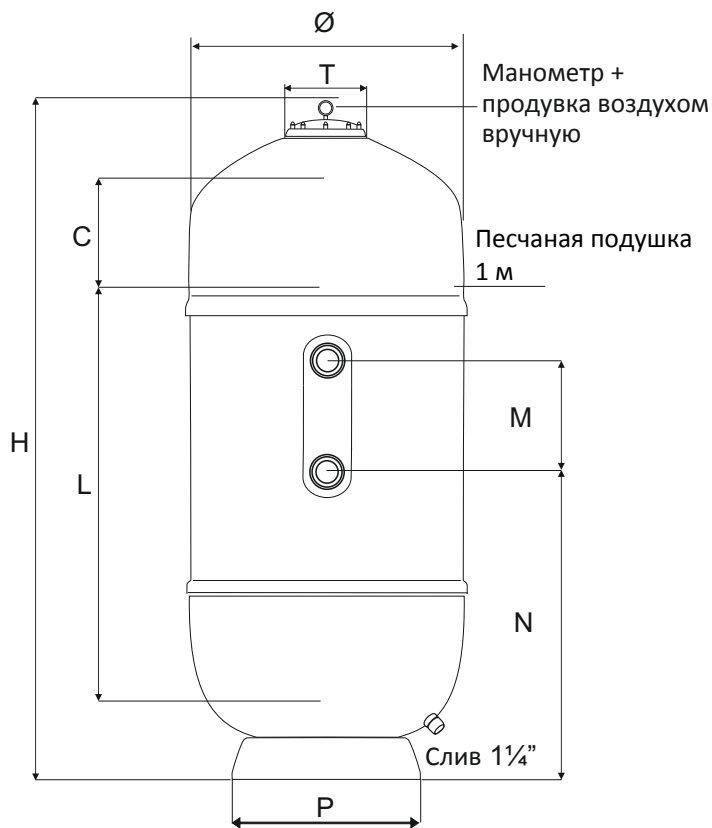 Ø
T
Манометр +
продувка воздухом
вручную
C
Песчаная подушка
1 м
H
M
L
N
Слив 1¼”
P